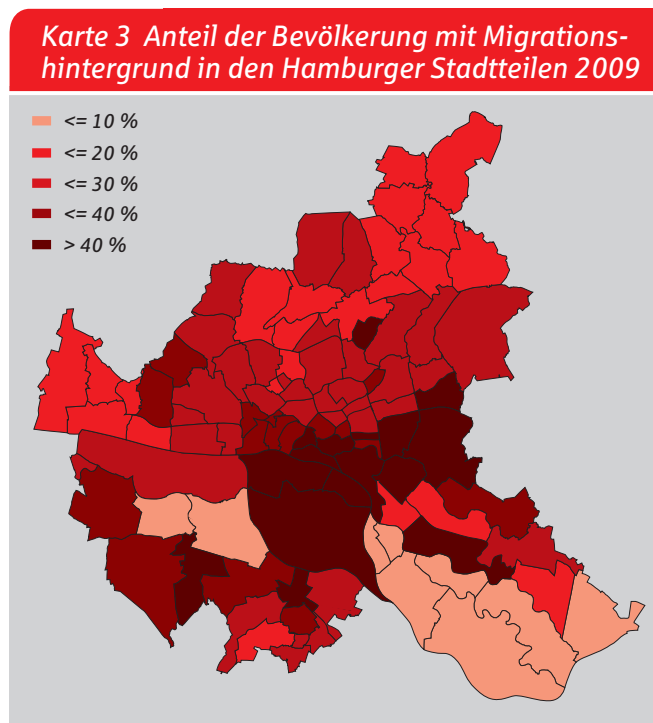 Karte 3 Anteil der Bevölkerung mit Migrations-
hintergrund in den Hamburger Stadtteilen 2009
<= 10 %
<= 20 %
<= 30 %
<= 40 %
> 40 %